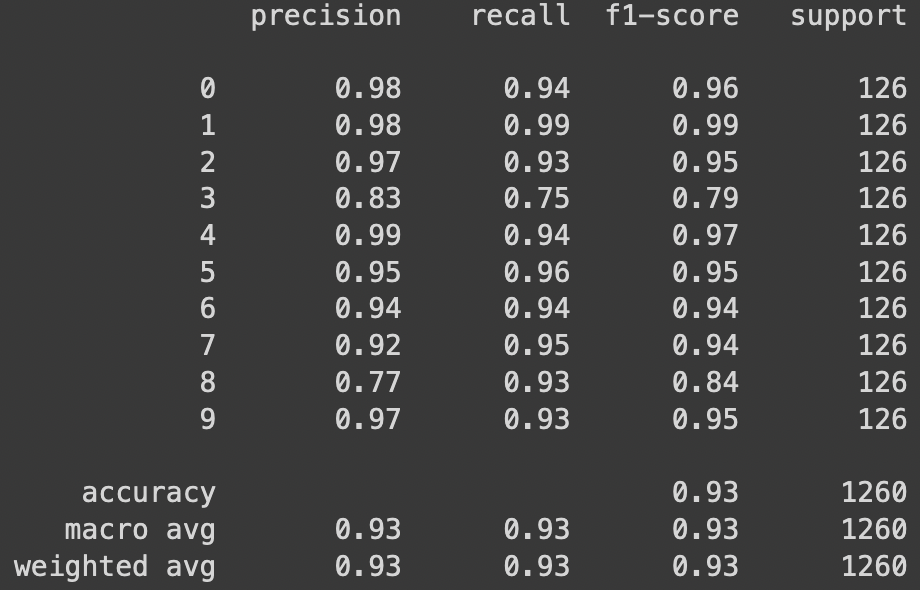 precision recall f1-score support
0 0.98 0.94 0.96 126
1 0.98 0.99 0.99 126
2 0.97 0.93 0.95 126
3 0.83 0.75 0.79 126
4 0.99 0.94 0.97 126
5 0.95 0.96 0.95 126
6 0.94 0.94 0.94 126
7 0.92 0.95 0.94 126
8 0.77 0.93 0.84 126
9 0.97 0.93 0.95 126
accuracy 0.93 1260
macro avg 0.93 0.93 0.93 1260
weighted avg 0.93 0.93 0.93 1260